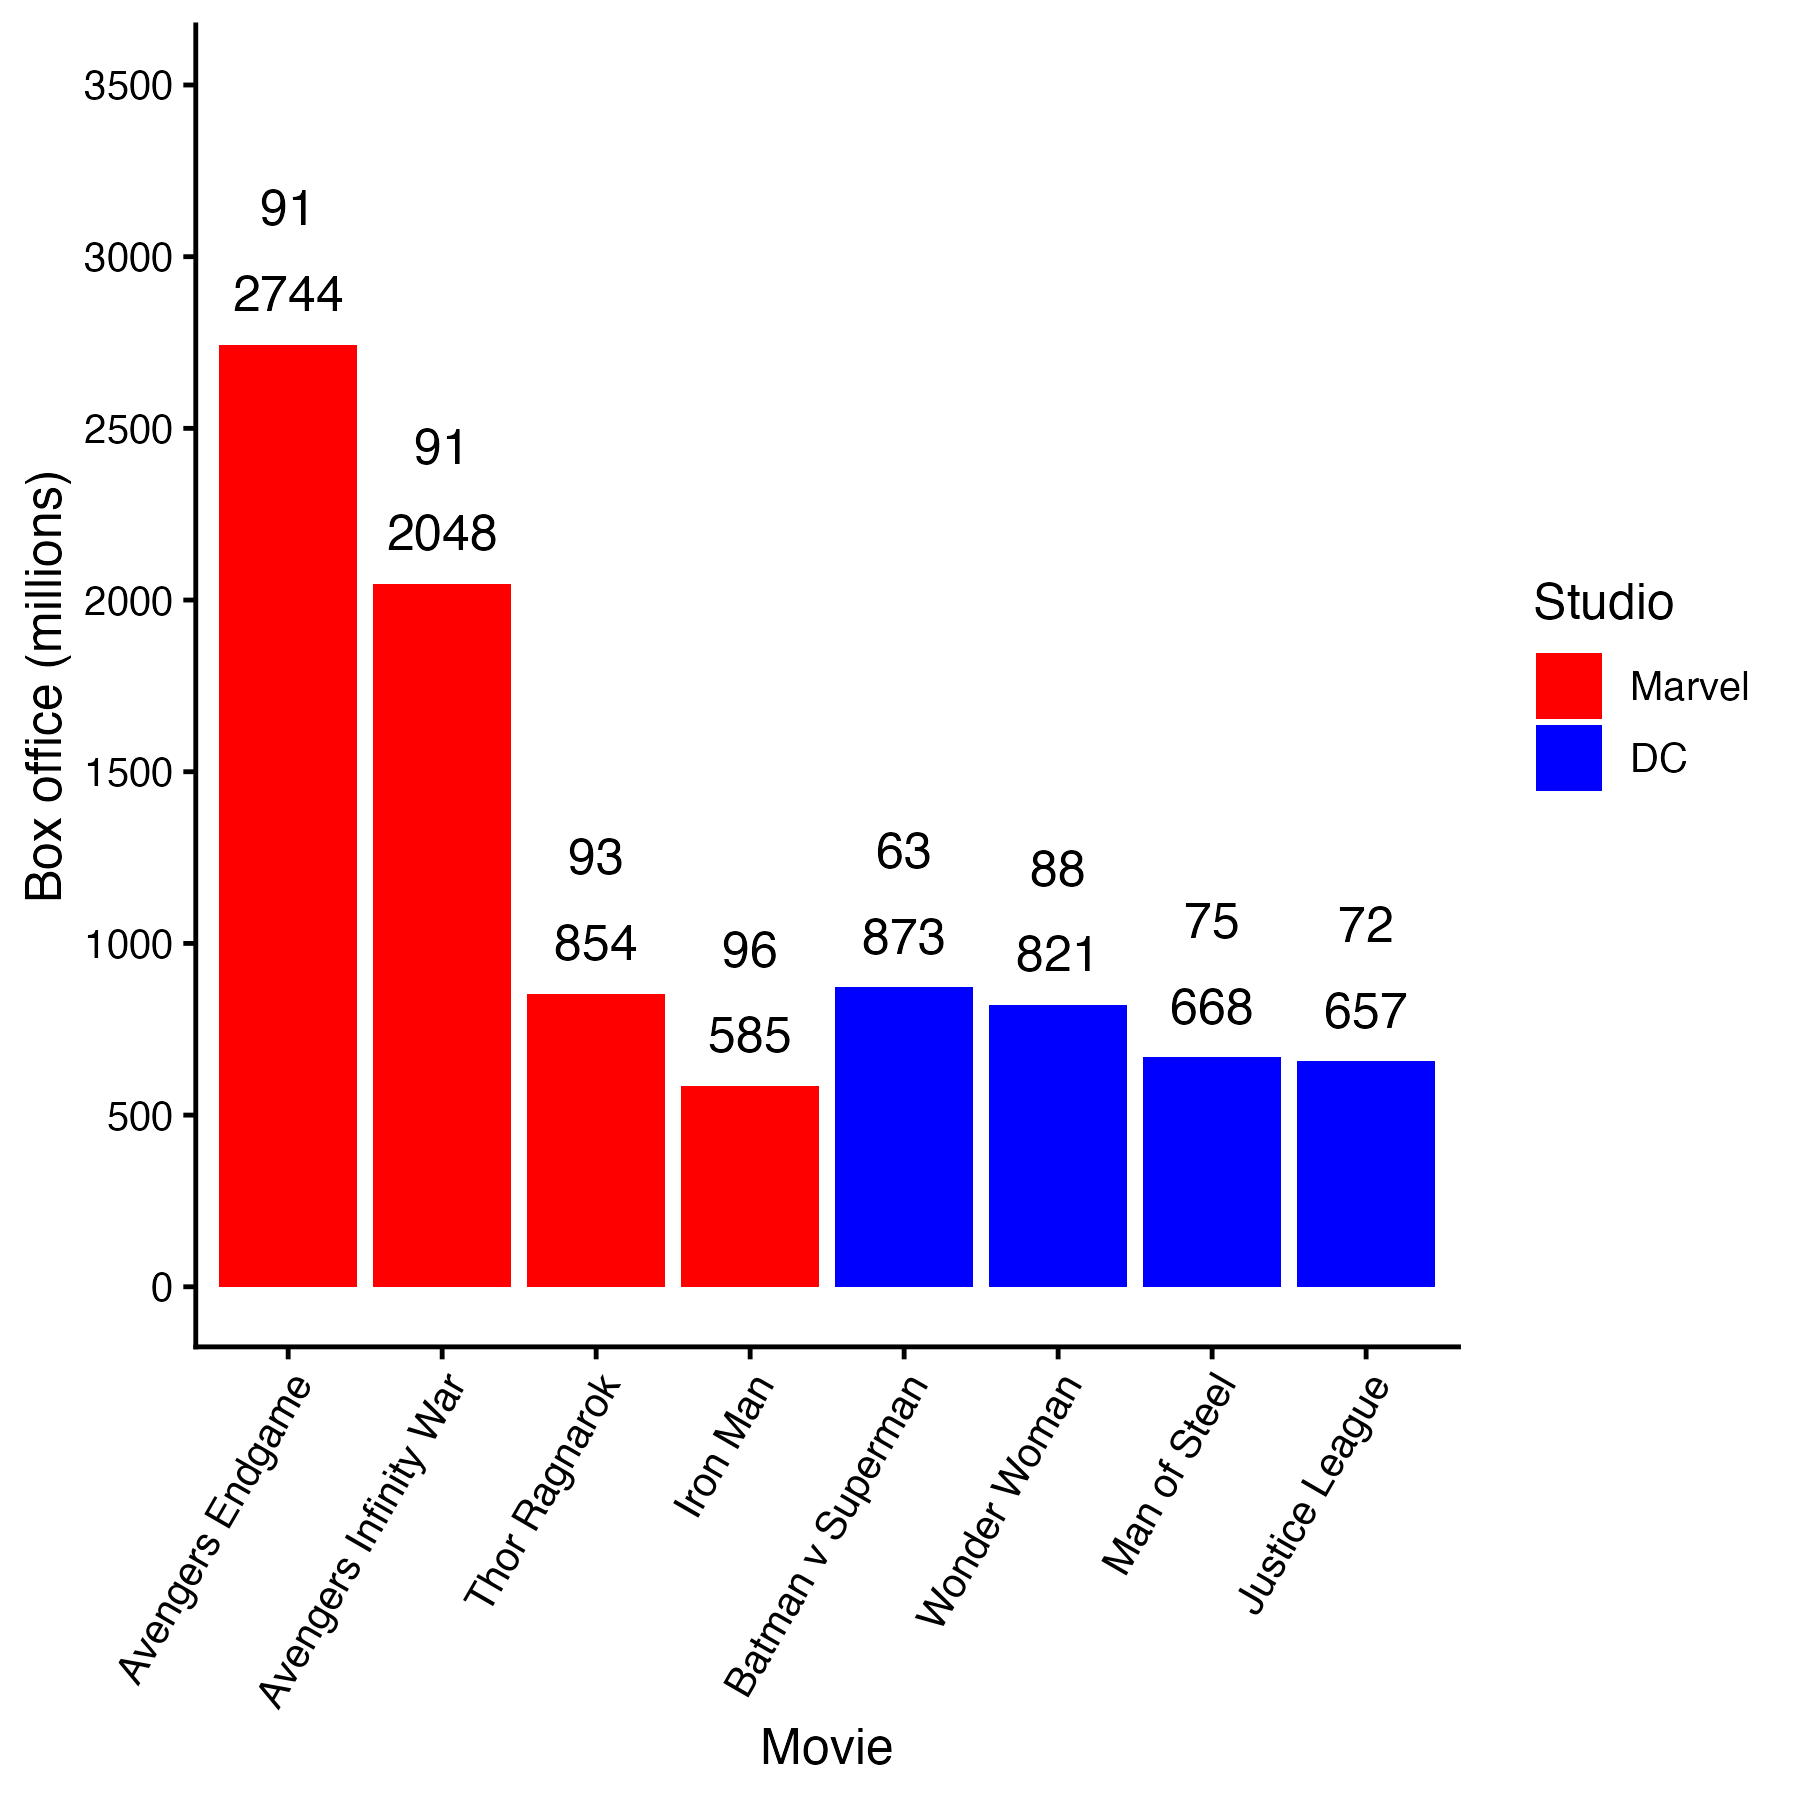 3500
3000
2500
2000
1500
1000
500
0
Box office (millions)
91
2744
91
2048
93
854
96
585
63
873
88
821
75
668
72
657
Avengers Endgame
Avengers Infinity War
Thor Ragnarok
Iron Man
Batman v Superman
Wonder Woman
Man of Steel
Justice League
Movie
Studio
Marvel
DC